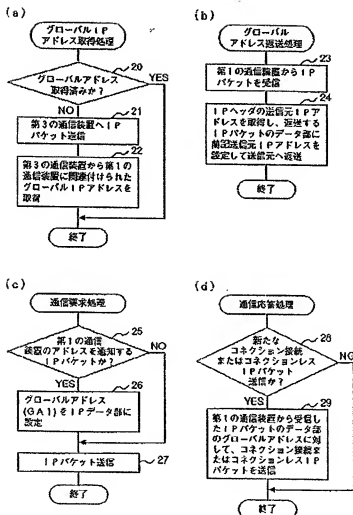 (a)
グローバルIP
アドレス取得処理
20
グローバルアドレス
取得済みか?
YES
NO
21
第3の通信装置へIP
パケット送信
22
第3の通信装置から第1の
通信装置に関連付けられた
グローバルIPアドレスを
取得
終了
(b)
グローバル
アドレス返送処理
23
第1の通信装置からIP
パケットを受信
24
IPヘッダの送信元IPア
ドレスを取得し、返送する
IPパケットのデータ部に
前記送信元IPアドレスを
設定して送信元へ返送
終了
(c)
通信要求処理
25
第1の通信
装置のアドレスを通知する
IPパケットか?
NO
YES
26
グローバルアドレス
(GA1)をIPデータ部に
設定
27
IPパケット送信
終了
(d)
通信応答処理
28
新たな
コネクション接続
またはコネクションレス
IPパケット
送信か?
NO
YES
29
第1の通信装置から受信し
たIPパケットのデータ部
のグローバルアドレスに対
して、コネクション接続ま
たはコネクションレスIP
パケットを送信
終了